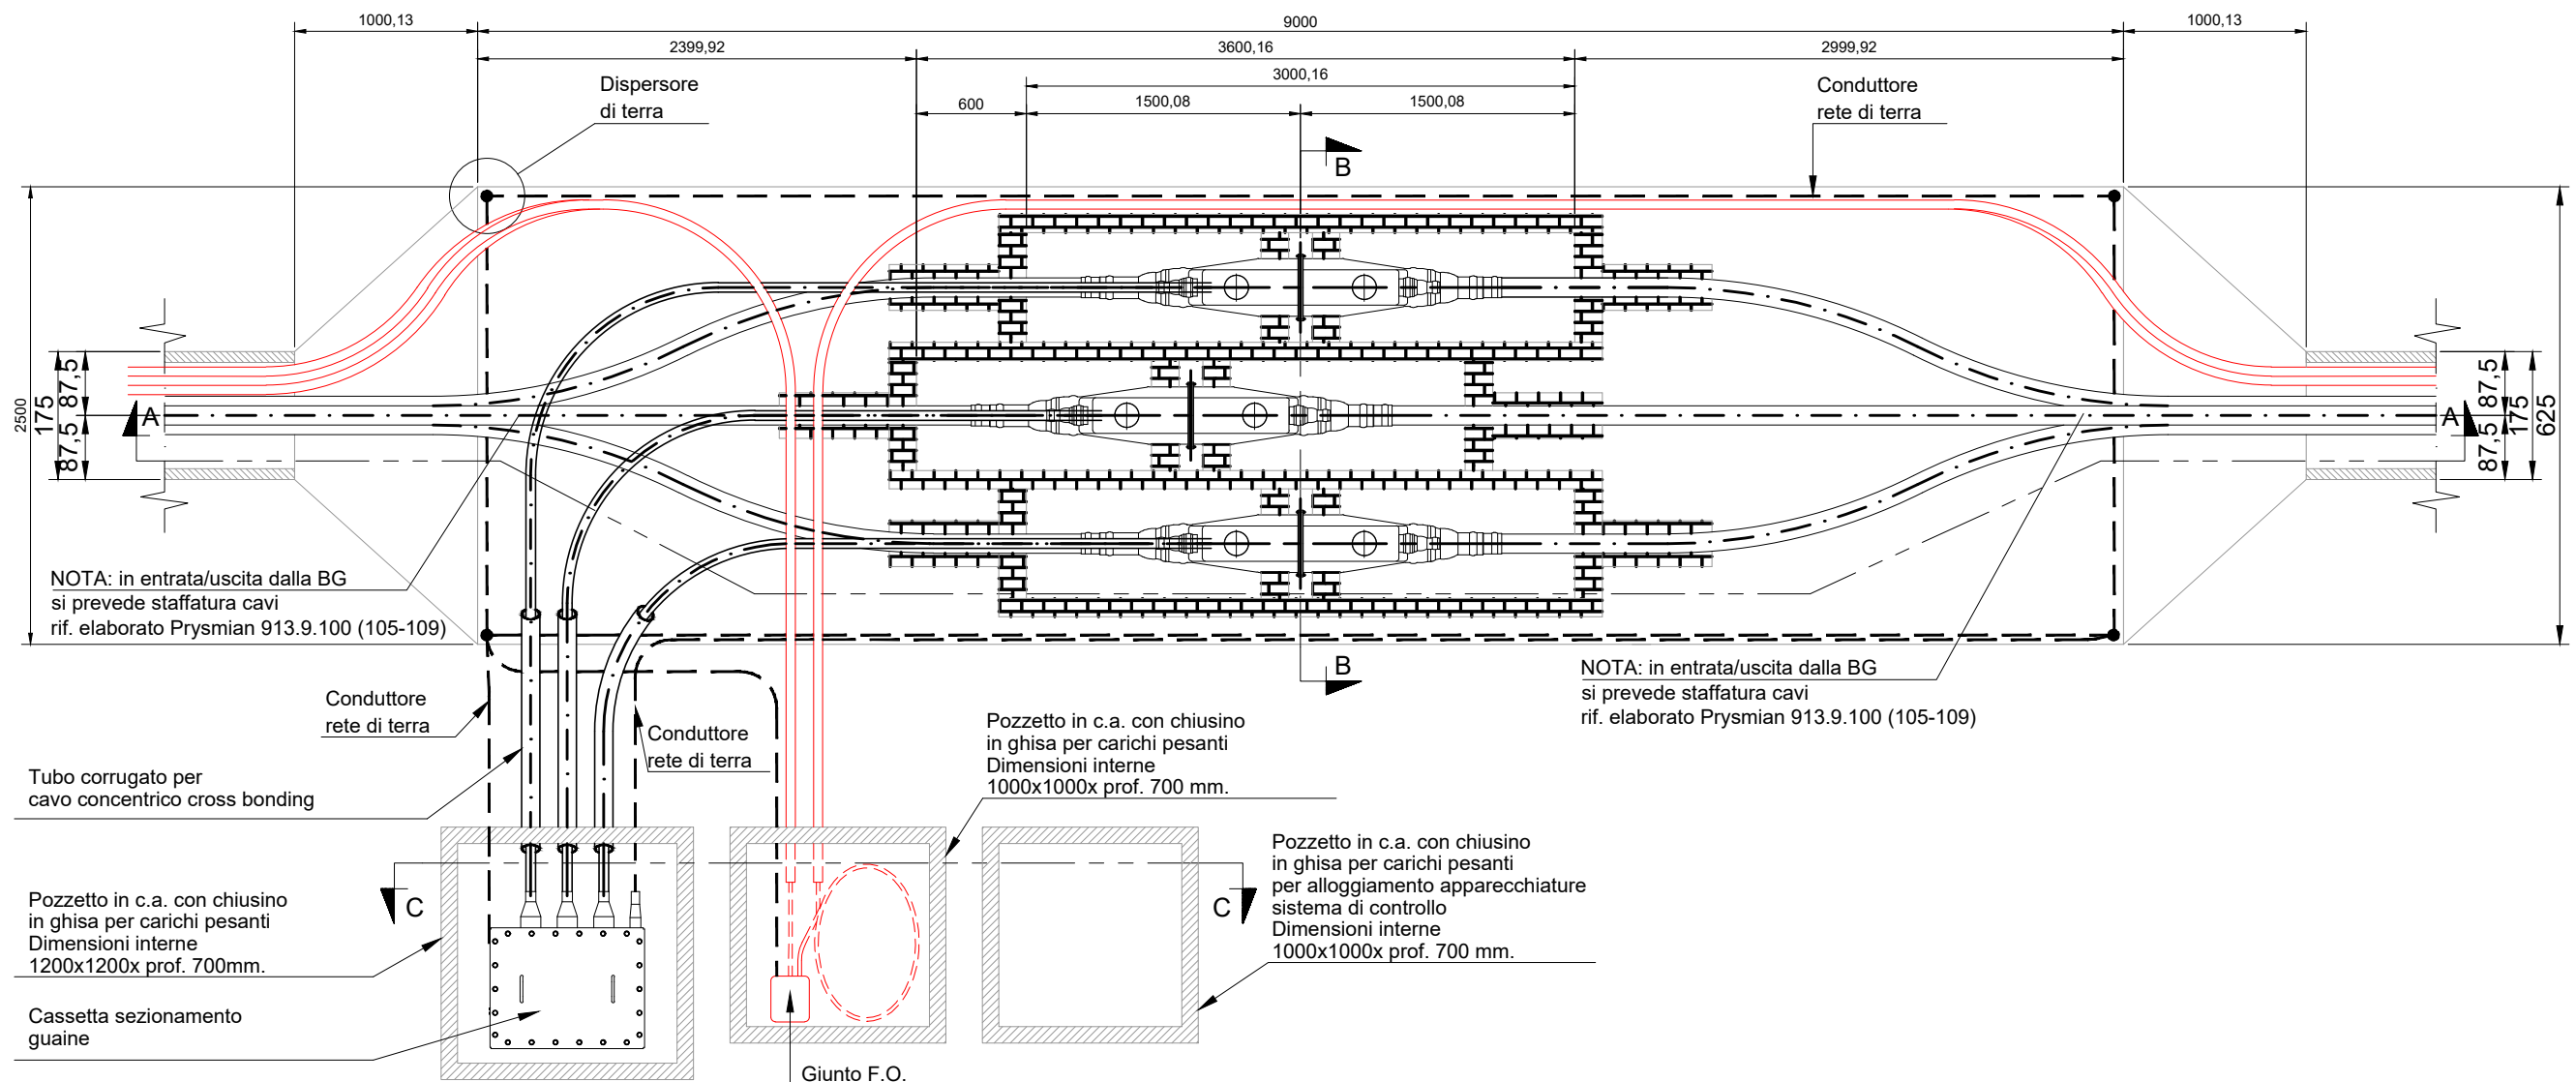 1000,13
9000
1000,13
2399,92
3600,16
2999,92
3000,16
600
1500,08
1500,08
Dispersore
di terra
Conduttore
rete di terra
B
2500
175
87,5
87,5
A
87,5
87,5
175
625
A
NOTA: in entrata/uscita dalla BG
si prevede staffatura cavi
rif. elaborato Prysmian 913.9.100 (105-109)
B
NOTA: in entrata/uscita dalla BG
si prevede staffatura cavi
rif. elaborato Prysmian 913.9.100 (105-109)
Conduttore
rete di terra
Conduttore
rete di terra
Pozzetto in c.a. con chiusino
in ghisa per carichi pesanti
Dimensioni interne
1000x1000x prof. 700 mm.
Tubo corrugato per
cavo concentrico cross bonding
Pozzetto in c.a. con chiusino
in ghisa per carichi pesanti
per alloggiamento apparecchiature
sistema di controllo
Dimensioni interne
1000x1000x prof. 700 mm.
C
C
Pozzetto in c.a. con chiusino
in ghisa per carichi pesanti
Dimensioni interne
1200x1200x prof. 700mm.
Cassetta sezionamento
guaine
Giunto F.O.